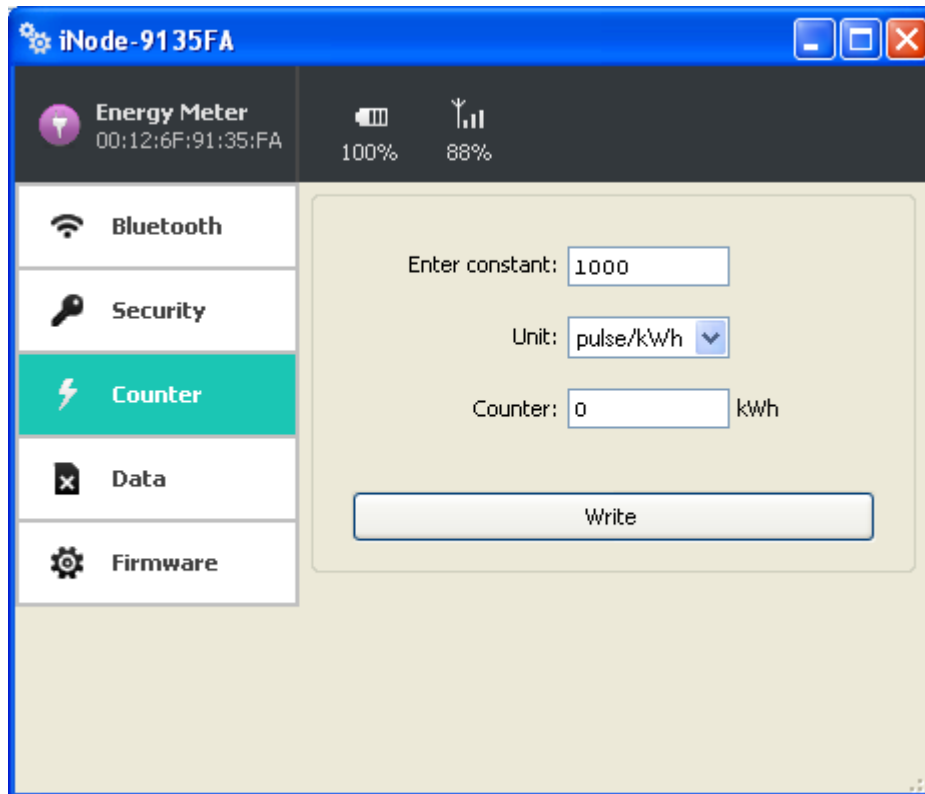 iNode-9135FA
Energy Meter
00:12:6F:91:35:FA
100%
88%
Bluetooth
Security
Counter
Data
Firmware
Enter constant: 1000
Unit: pulse/kWh
Counter: 0 kWh
Write